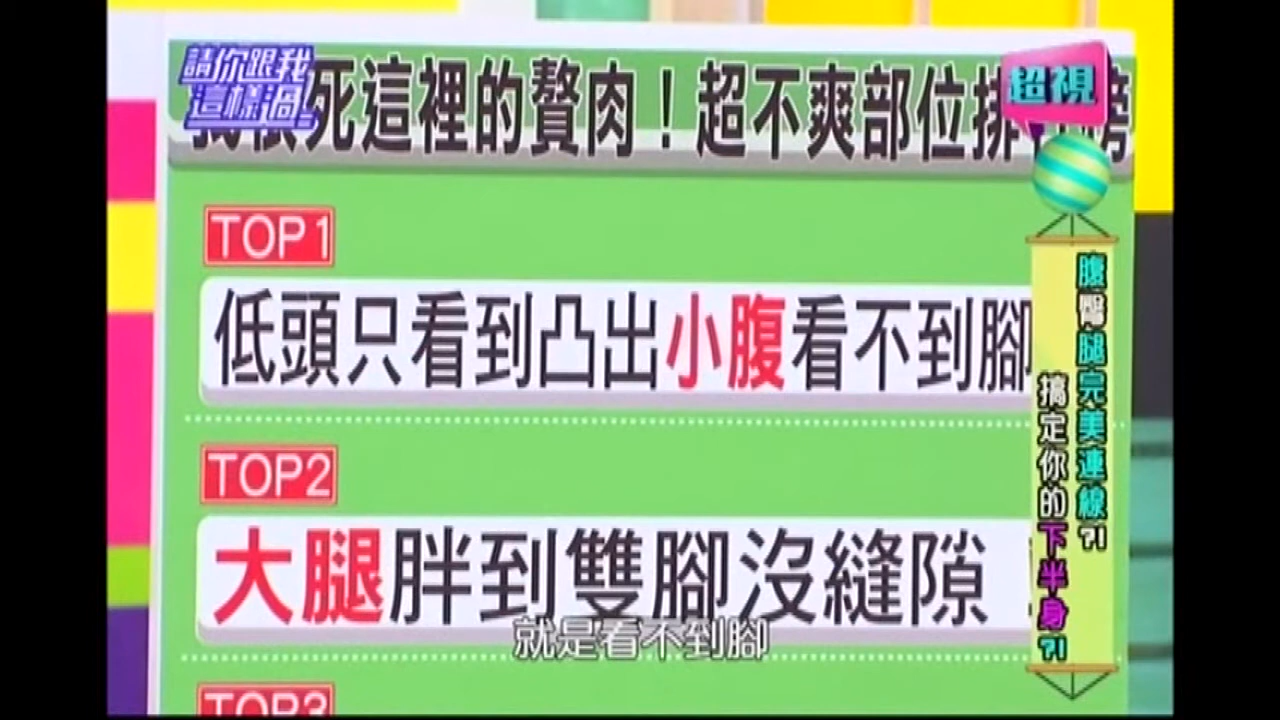 請你跟我
這樣過!
死這裡的贅肉!超不爽部位排 榜
超視
TOP1
低頭只看到凸出小腹看不到腳
TOP2
大腿胖到雙腳沒縫隙
TOP3
腹臀腿完美連線?!
搞定你的下半身?!
就是看不到腳